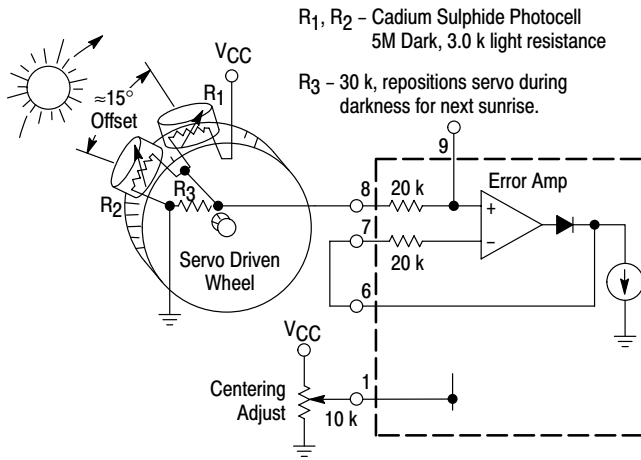 R1, R2 – Cadium Sulphide Photocell
5M Dark, 3.0 k light resistance
R3 – 30 k, repositions servo during
darkness for next sunrise.
VCC
≈15°
Offset
R1
R2
R3
Servo Driven
Wheel
9
8
20 k
Error Amp
+
7
–
20 k
6
VCC
Centering
Adjust
10 k
1